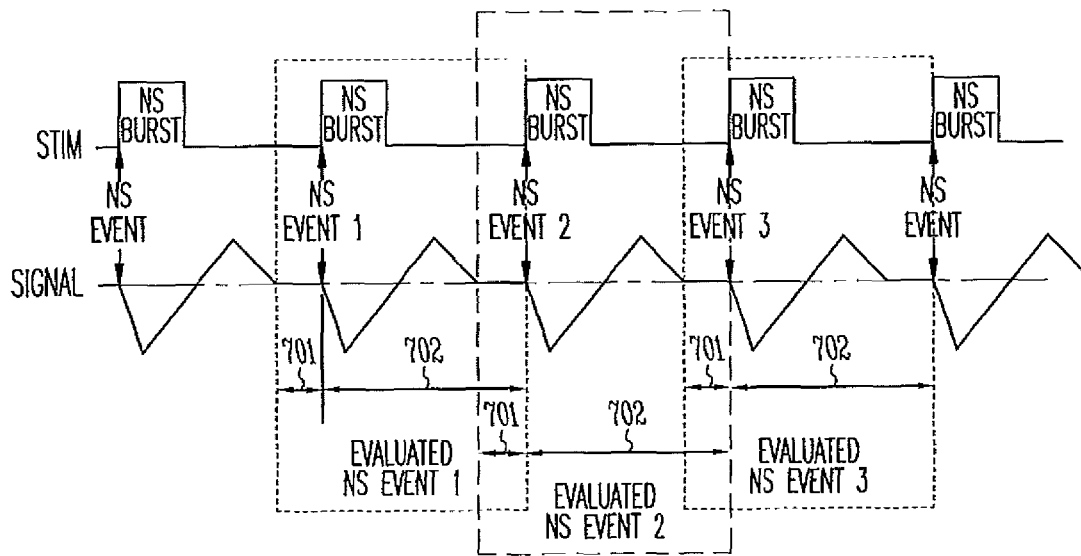 NS
BURST
NS
BURST
NS
BURST
NS
BURST
NS
BURST
STIM
NS
EVENT
NS
EVENT 1
NS
EVENT 2
NS
EVENT 3
NS
EVENT
SIGNAL
701
702
701
702
701
702
EVALUATED
NS EVENT 1
EVALUATED
NS EVENT 2
EVALUATED
NS EVENT 3